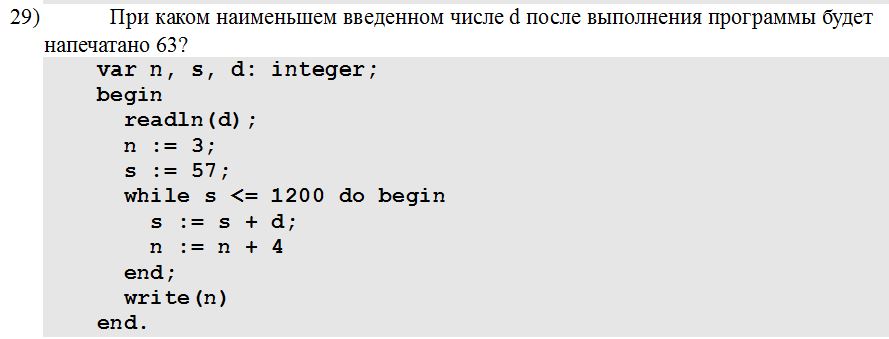 29) При каком наименьшем введенном числе d после выполнения программы будет
напечатано 63?
var n, s, d: integer;
begin
readln(d);
n := 3;
s := 57;
while s <= 1200 do begin
s := s + d;
n := n + 4
end;
write(n)
end.